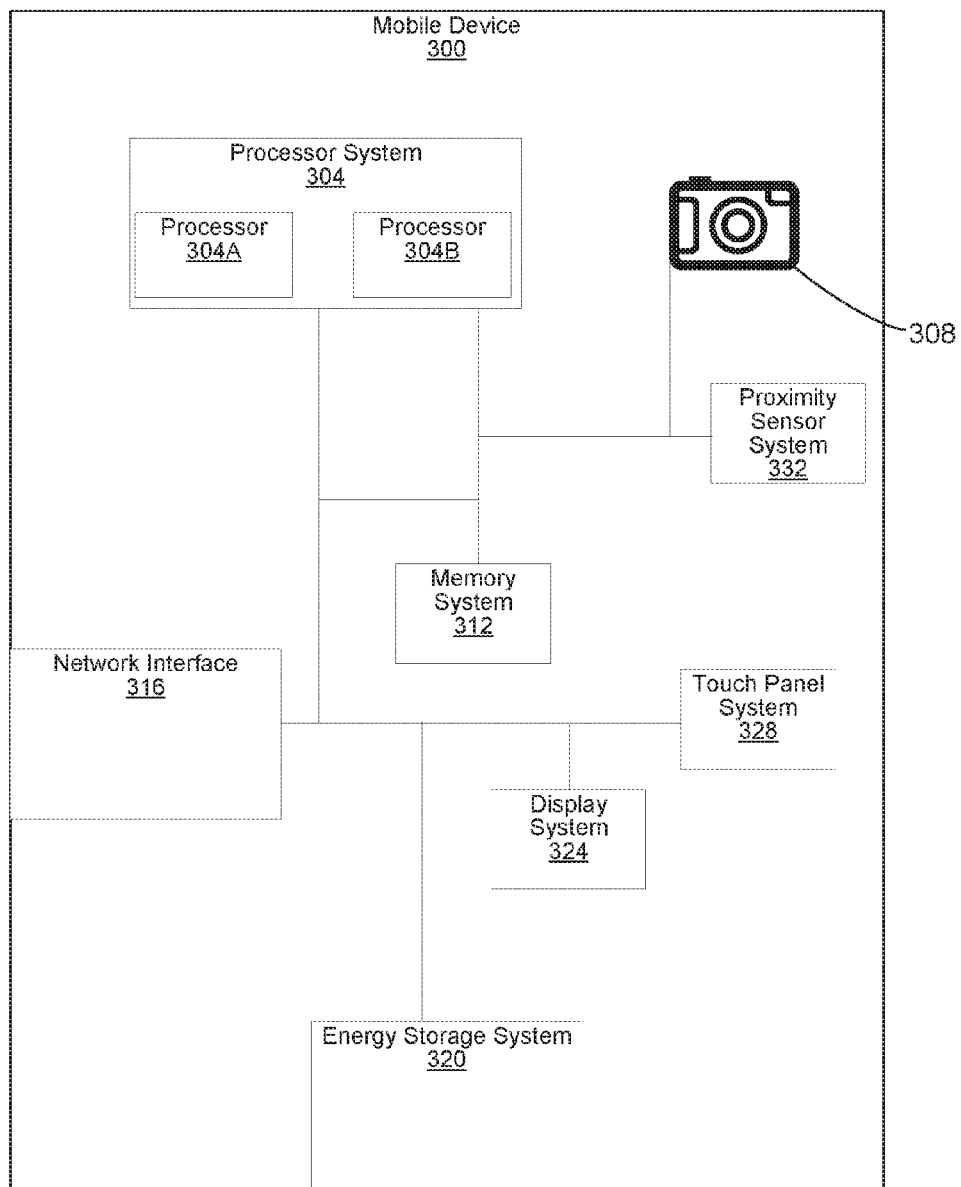 Mobile Device
300
Processor System
304
Processor
304A
Processor
304B
308
Proximity
Sensor
System
332
Memory
System
312
Network Interface
316
Touch Panel
System
328
Display
System
324
Energy Storage System
320